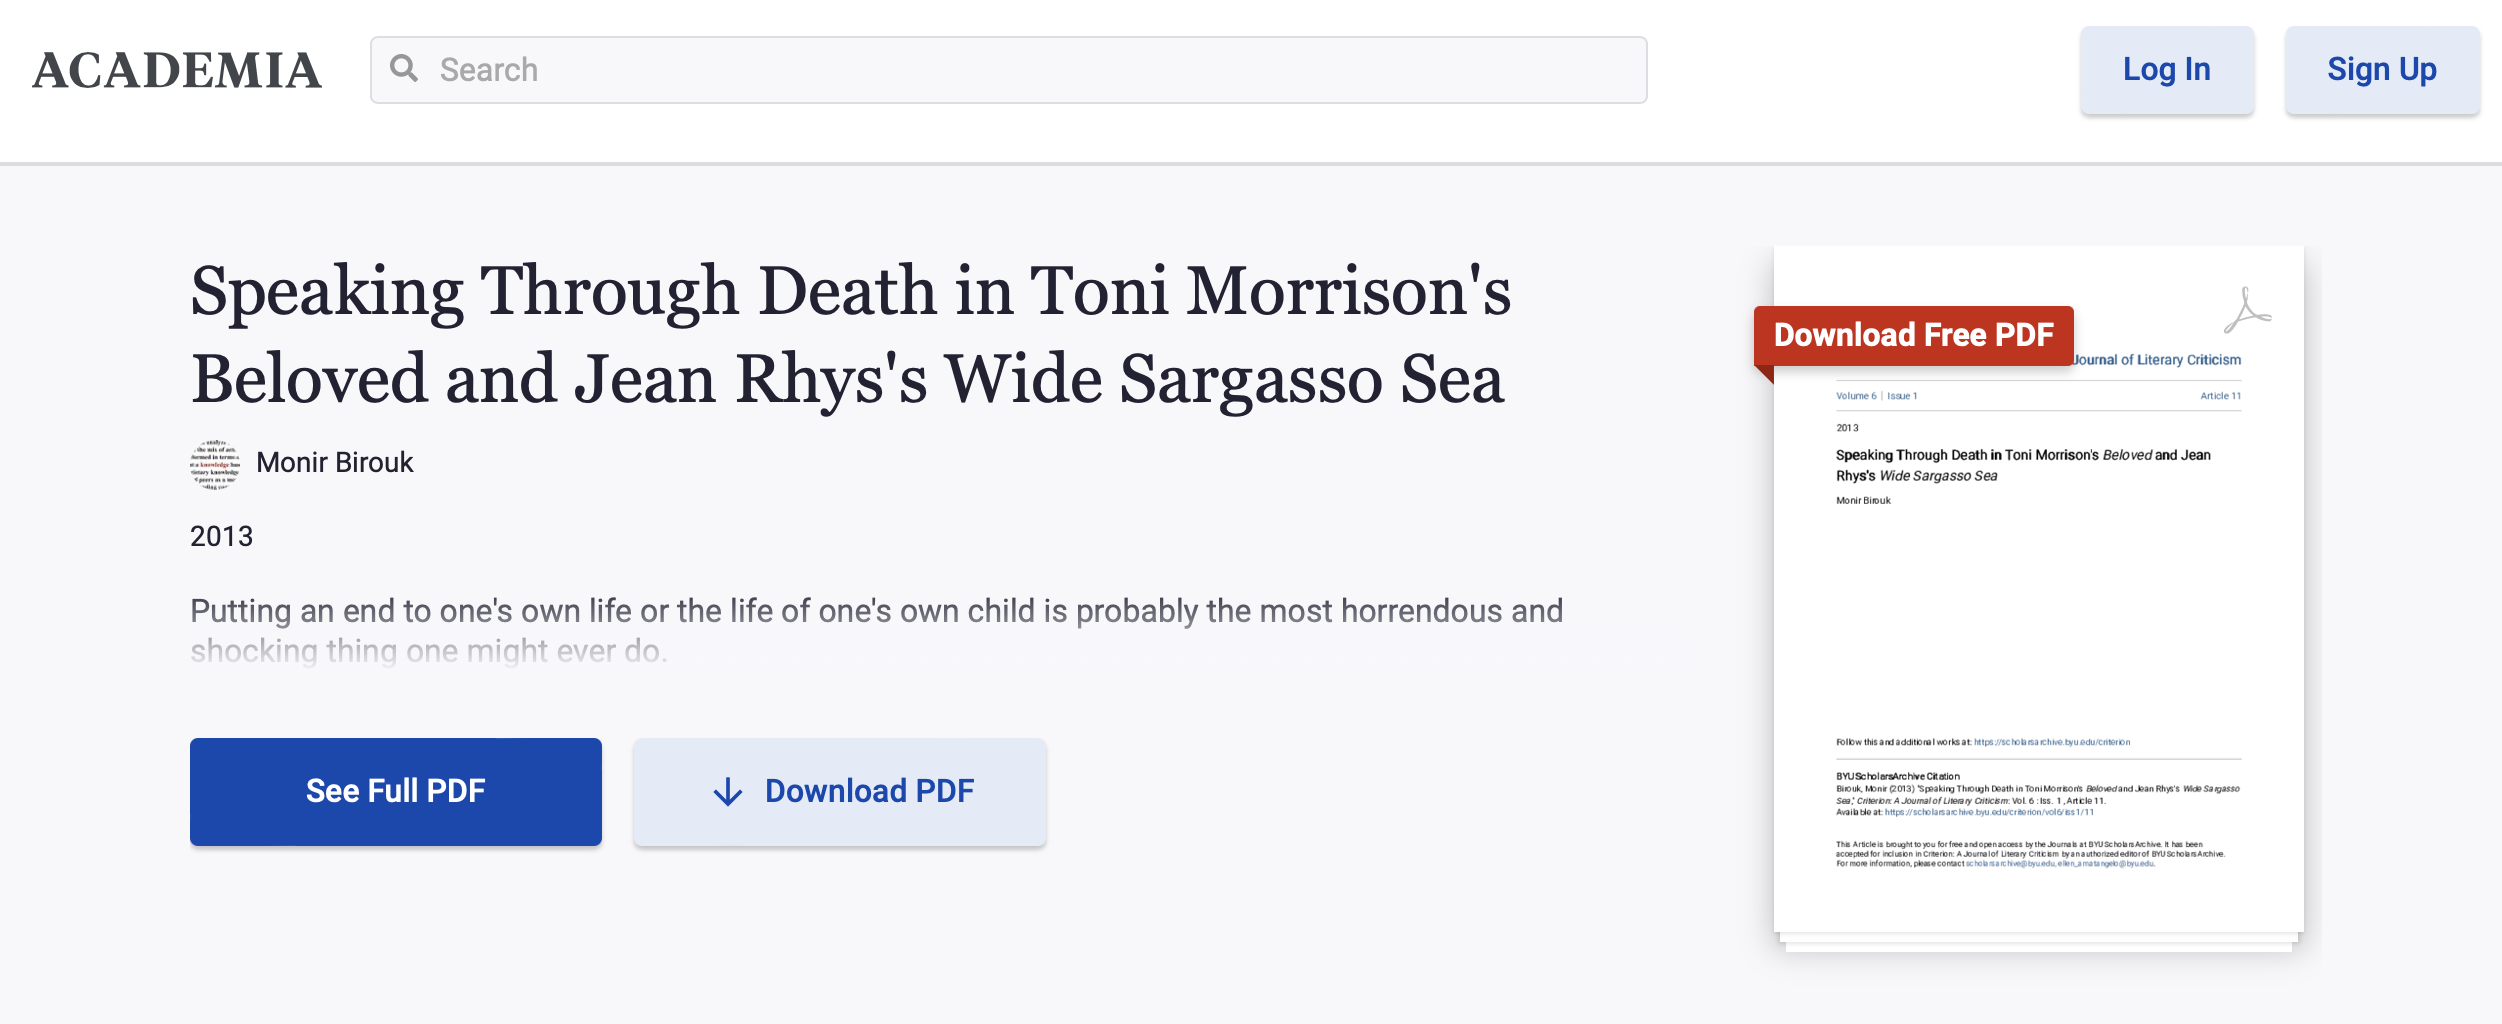 ACADEMIA
Search
Log In
Sign Up
Speaking Through Death in Toni Morrison's
Beloved and Jean Rhys's Wide Sargasso Sea
Monir Birouk
2013
Putting an end to one's own life or the life of one's own child is probably the most horrendous and
shocking thing one might ever do.
See Full PDF
Download PDF
Download Free PDF
Journal of Literary Criticism
Volume 6 | Issue 1
Article 11
2013
Speaking Through Death in Toni Morrison's Beloved and Jean
Rhys's Wide Sargasso Sea
Monir Birouk
Follow this and additional works at: https://scholarsarchive.byu.edu/criterion
BYU ScholarsArchive Citation
Birouk, Monir (2013) "Speaking Through Death in Toni Morrison's Beloved and Jean Rhys's Wide Sargasso
Sea," Criterion: A Journal of Literary Criticism: Vol. 6 : Iss. 1 , Article 11.
Available at: https://scholarsarchive.byu.edu/criterion/vol6/iss1/11
This Article is brought to you for free and open access by the Journals at BYU ScholarsArchive. It has been
accepted for inclusion in Criterion: A Journal of Literary Criticism by an authorized editor of BYU ScholarsArchive.
For more information, please contact scholarsarchive@byu.edu, ellen_amatangelo@byu.edu.